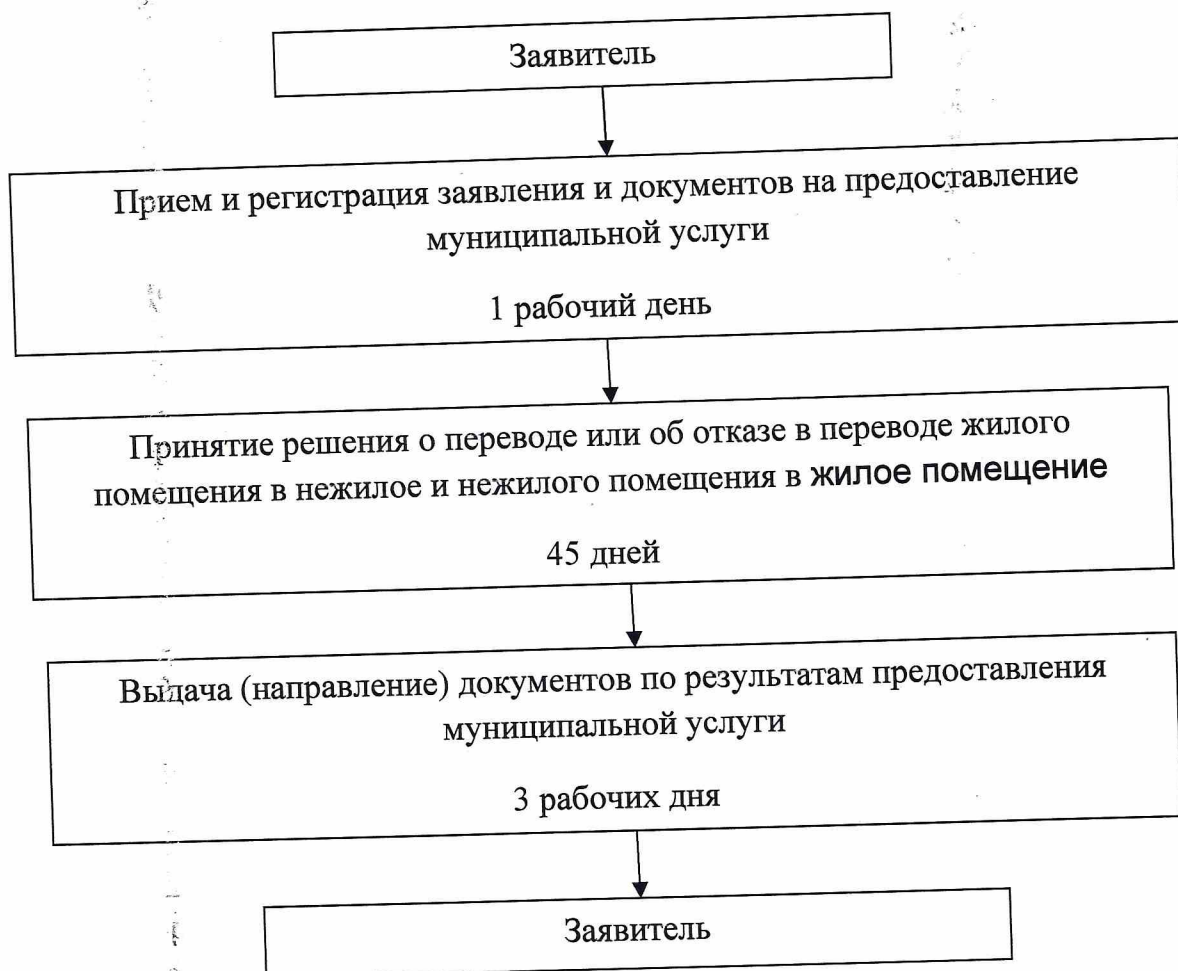 Заявитель
Прием и регистрация заявления и документов на предоставление
муниципальной услуги
1 рабочий день
Принятие решения о переводе или об отказе в переводе жилого
помещения в нежилое и нежилого помещения в жилое помещение
45 дней
Выдача (направление) документов по результатам предоставления
муниципальной услуги
3 рабочих дня
Заявитель